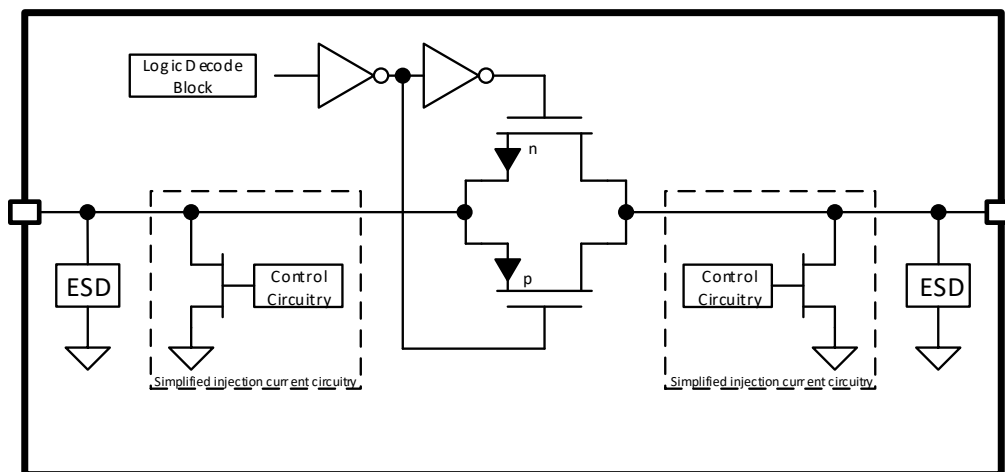 Logic Decode
Block
n
p
ESD
Control
Circuitry
Simplified injection current circuitry
Control
Circuitry
ESD
Simplified injection current circuitry